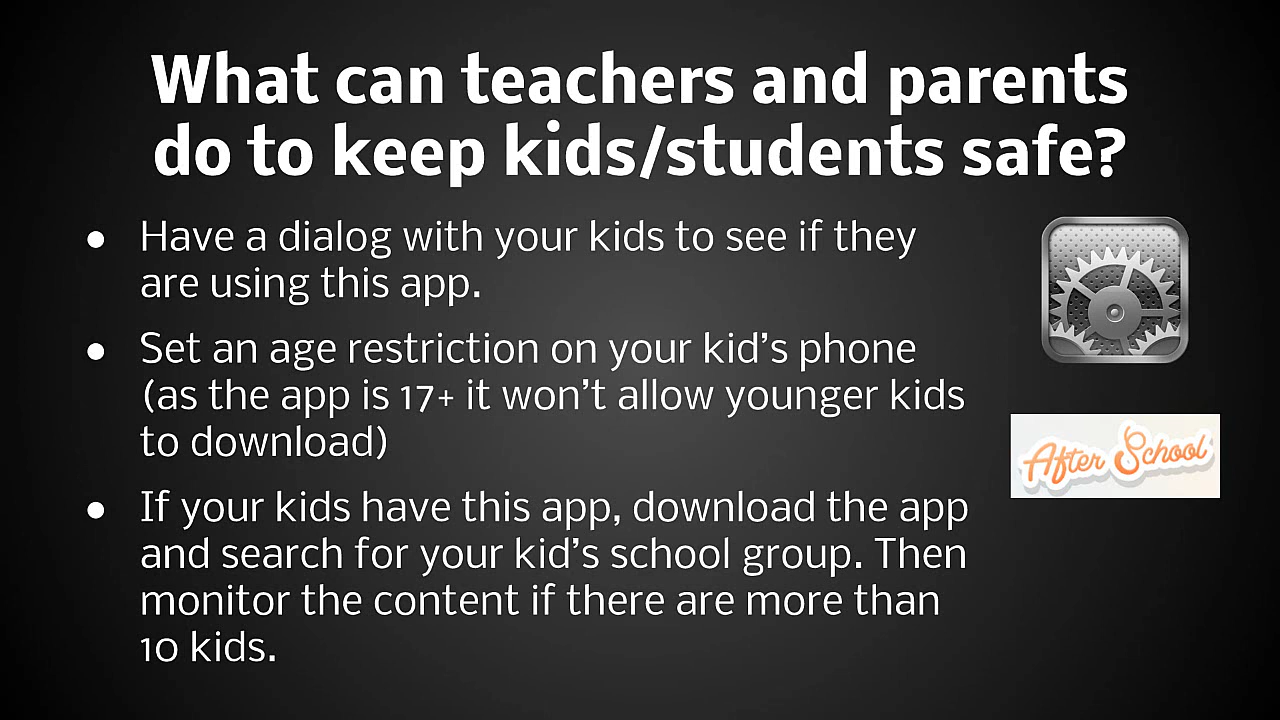 What can teachers and parents
do to keep kids/students safe?
● Have a dialog with your kids to see if they
are using this app.
● Set an age restriction on your kid’s phone
(as the app is 17+ it won’t allow younger kids
to download)
● If your kids have this app, download the app
and search for your kid’s school group. Then
monitor the content if there are more than
10 kids.
After School